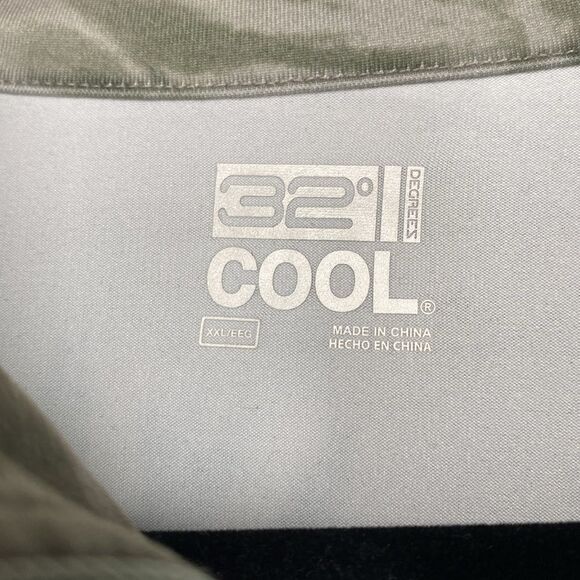 32° DEGREES
COOL®
XXL/EEG
MADE IN CHINA
HECHO EN CHINA